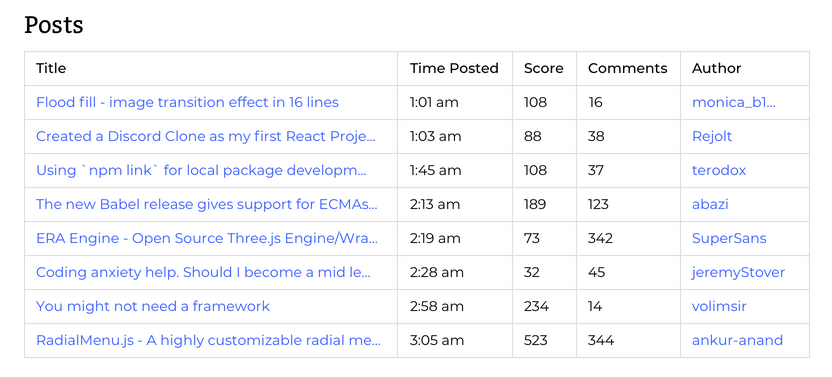 Posts
Title Time Posted Score Comments Author
Flood fill - image transition effect in 16 lines 1:01 am 108 16 monica_b1...
Created a Discord Clone as my first React Proje... 1:03 am 88 38 Rejolt
Using `npm link` for local package developm... 1:45 am 108 37 terodox
The new Babel release gives support for ECMAs... 2:13 am 189 123 abazi
ERA Engine - Open Source Three.js Engine/Wra... 2:19 am 73 342 SuperSans
Coding anxiety help. Should I become a mid le... 2:28 am 32 45 jeremyStover
You might not need a framework 2:58 am 234 14 volimsir
RadialMenu.js - A highly customizable radial me... 3:05 am 523 344 ankur-anand